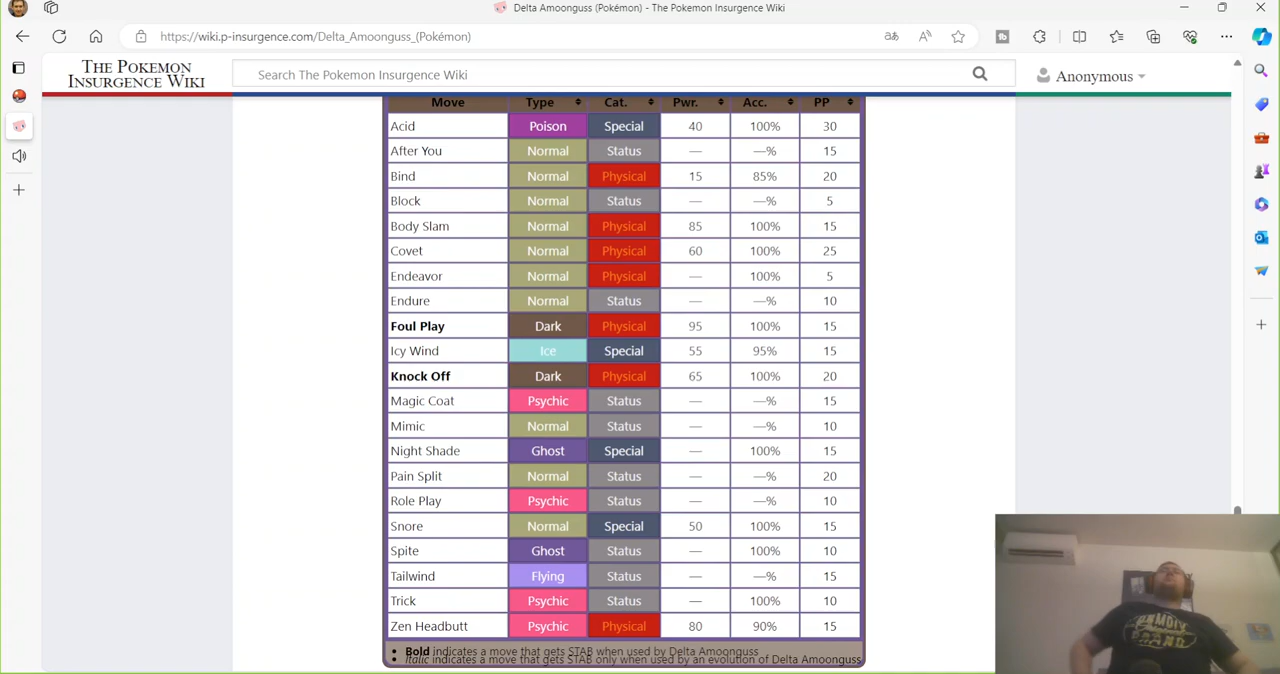 Delta Amoonguss (Pokémon) - The Pokemon Insurgence Wiki
https://wiki.p-insurgence.com/Delta_Amoonguss_(Pokémon)
THE POKEMON
INSURGENCE WIKI
Search The Pokemon Insurgence Wiki
Anonymous
Move Type Cat. Pwr. Acc. PP
Acid Poison Special 40 100% 30
After You Normal Status — —% 15
Bind Normal Physical 15 85% 20
Block Normal Status — —% 5
Body Slam Normal Physical 85 100% 15
Covet Normal Physical 60 100% 25
Endeavor Normal Physical — 100% 5
Endure Normal Status — —% 10
Foul Play Dark Physical 95 100% 15
Icy Wind Ice Special 55 95% 15
Knock Off Dark Physical 65 100% 20
Magic Coat Psychic Status — —% 15
Mimic Normal Status — —% 10
Night Shade Ghost Special — 100% 15
Pain Split Normal Status — —% 20
Role Play Psychic Status — —% 10
Snore Normal Special 50 100% 15
Spite Ghost Status — 100% 10
Tailwind Flying Status — —% 15
Trick Psychic Status — 100% 10
Zen Headbutt Psychic Physical 80 90% 15
Bold indicates a move that gets STAB when used by Delta Amoonguss
Italic indicates a move that gets STAB only when used by an evolution of Delta Amoonguss